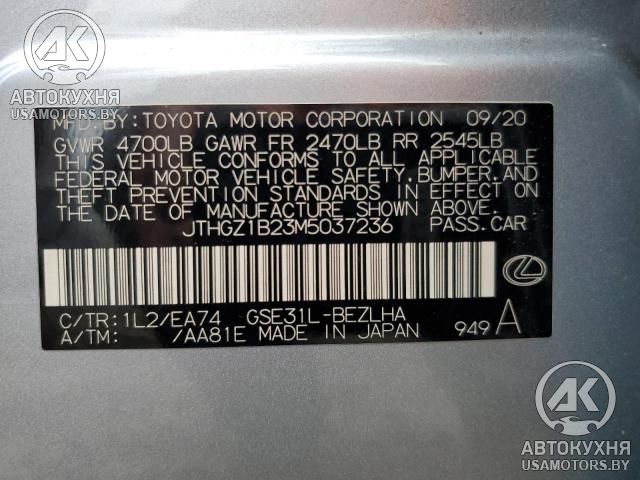 АК
АВТОКУХНЯ
USAMOTORS.BY
MFD.BY:TOYOTA MOTOR CORPORATION 09/20
GVWR 4700LB GAWR FR 2470LB RR 2545LB
THIS VEHICLE CONFORMS TO ALL APPLICABLE
FEDERAL MOTOR VEHICLE SAFETY,BUMPER,AND
THEFT PREVENTION STANDARDS IN EFFECT ON
THE DATE OF MANUFACTURE SHOWN ABOVE.
JTHGZ1B23M5037236 PASS.CAR
C/TR:1L2/EA74 GSE31L-BEZLHA
A/TM: /AA81E MADE IN JAPAN 949 A
АК
АВТОКУХНЯ
USAMOTORS.BY